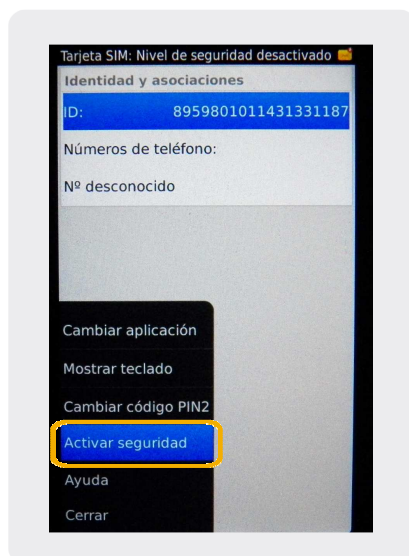 Tarjeta SIM: Nivel de seguridad desactivado
Identidad y asociaciones
ID: 8959801011431331187
Números de teléfono:
Nº desconocido
Cambiar aplicación
Mostrar teclado
Cambiar código PIN2
Activar seguridad
Ayuda
Cerrar